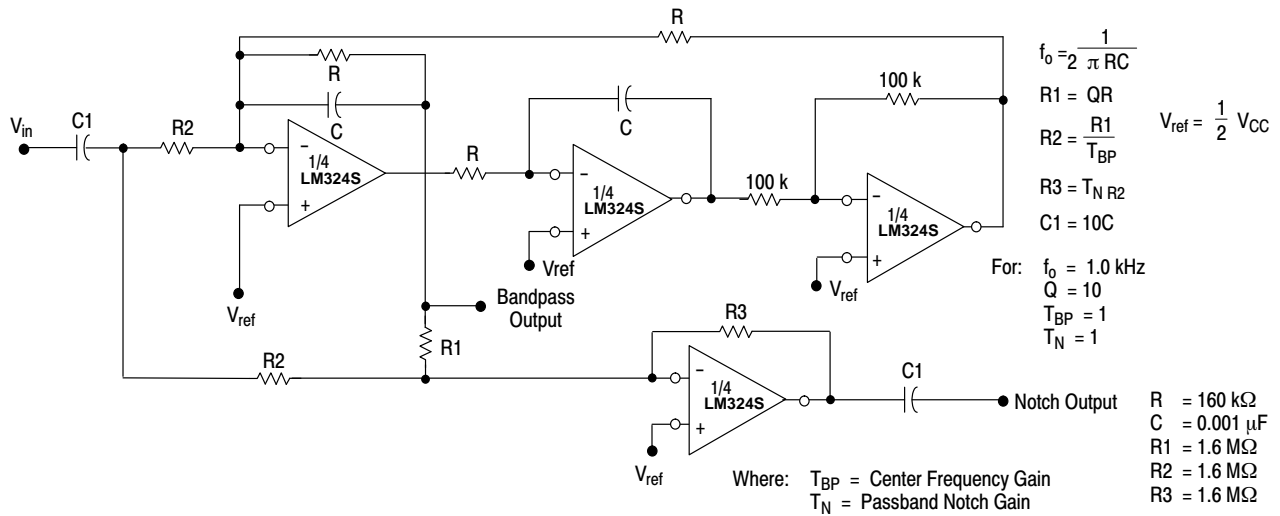 R
R
C
V_in
C1
R2
−
+
1/4
LM324S
V_ref
R
C
−
+
1/4
LM324S
Vref
100 k
100 k
−
+
1/4
LM324S
V_ref
Bandpass
Output
R1
R2
R3
−
+
1/4
LM324S
V_ref
C1
Notch Output
f_o = 2 1/π RC
R1 = QR
R2 = R1/T_BP
R3 = T_N R2
C1 = 10C
V_ref = 1/2 V_CC
For: f_o = 1.0 kHz
Q = 10
T_BP = 1
T_N = 1
R = 160 kΩ
C = 0.001 μF
R1 = 1.6 MΩ
R2 = 1.6 MΩ
R3 = 1.6 MΩ
Where: T_BP = Center Frequency Gain
T_N = Passband Notch Gain